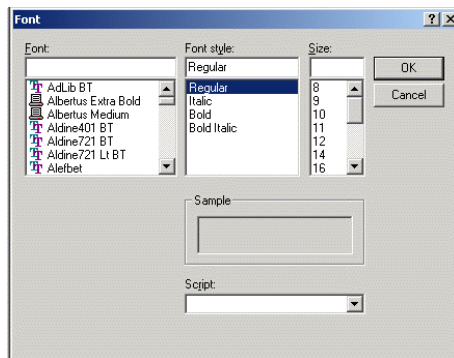 Font
Font:
Font style:
Size:
Regular
OK
Cancel
AdLib BT
Albertus Extra Bold
Albertus Medium
Aldine401 BT
Aldine721 BT
Aldine721 Lt BT
Alefbet
Regular
Italic
Bold
Bold Italic
8
9
10
11
12
14
16
Sample
Script: